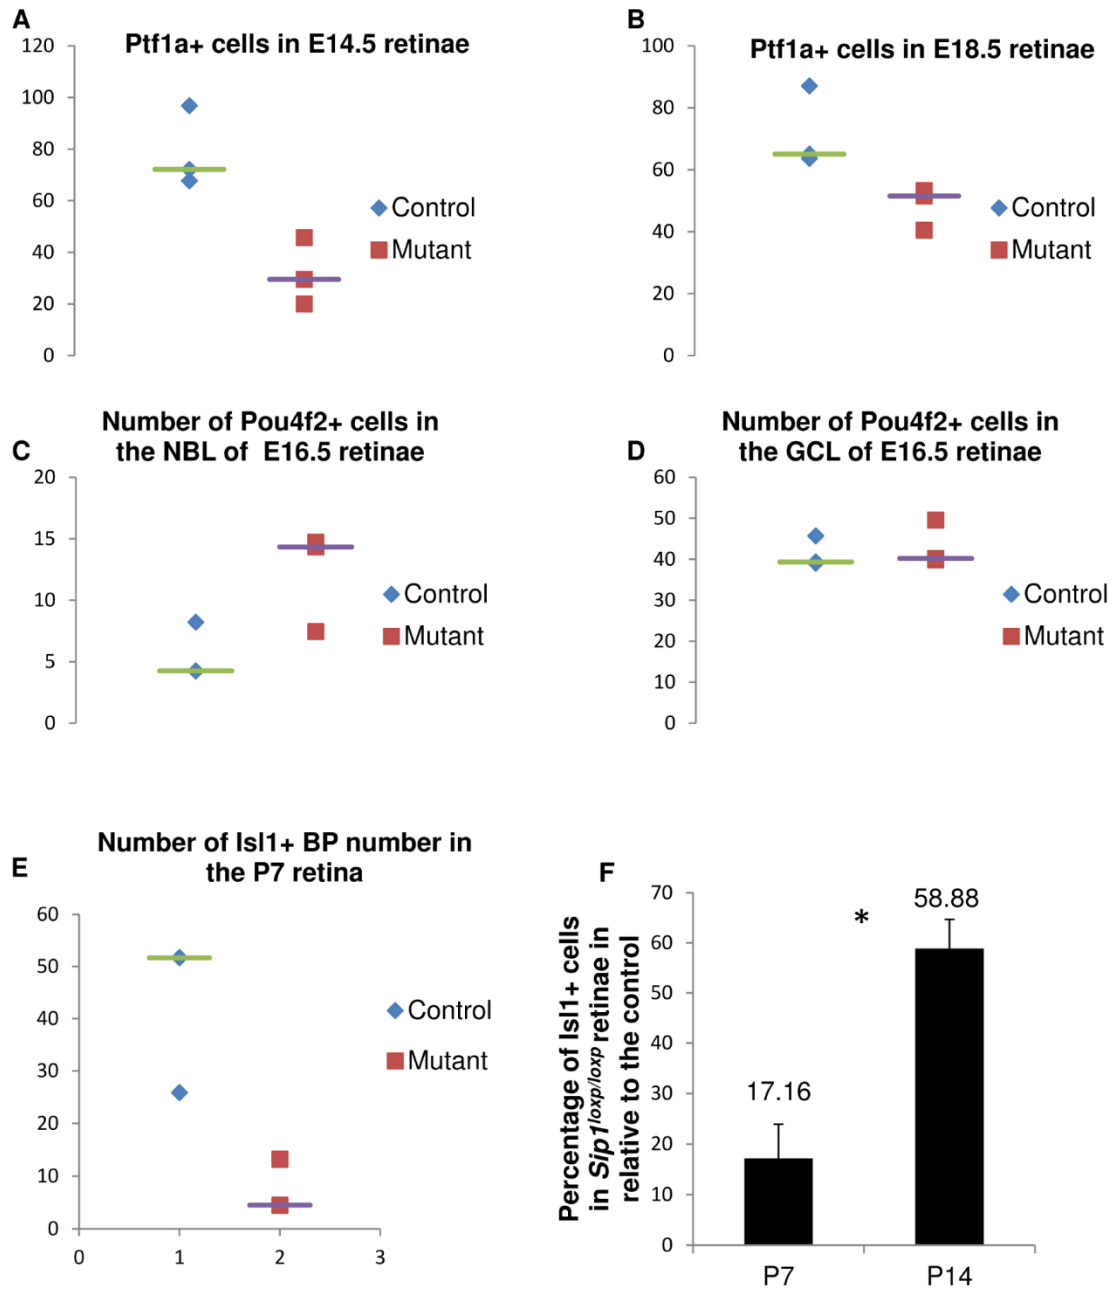 A
Ptf1a+ cells in E14.5 retinae
120
100
80
60
40
20
0
Control
Mutant
B
Ptf1a+ cells in E18.5 retinae
100
80
60
40
20
0
Control
Mutant
C
Number of Pou4f2+ cells in
the NBL of E16.5 retinae
20
15
10
5
0
Control
Mutant
D
Number of Pou4f2+ cells in
the GCL of E16.5 retinae
60
50
40
30
20
10
0
Control
Mutant
E
Number of Isl1+ BP number in
the P7 retina
60
50
40
30
20
10
0
0 1 2 3
Control
Mutant
F
Percentage of Isl1+ cells
in Sip1loxp/loxp retinae in
relative to the control
70
60
50
40
30
20
10
0
17.16
*
58.88
P7 P14